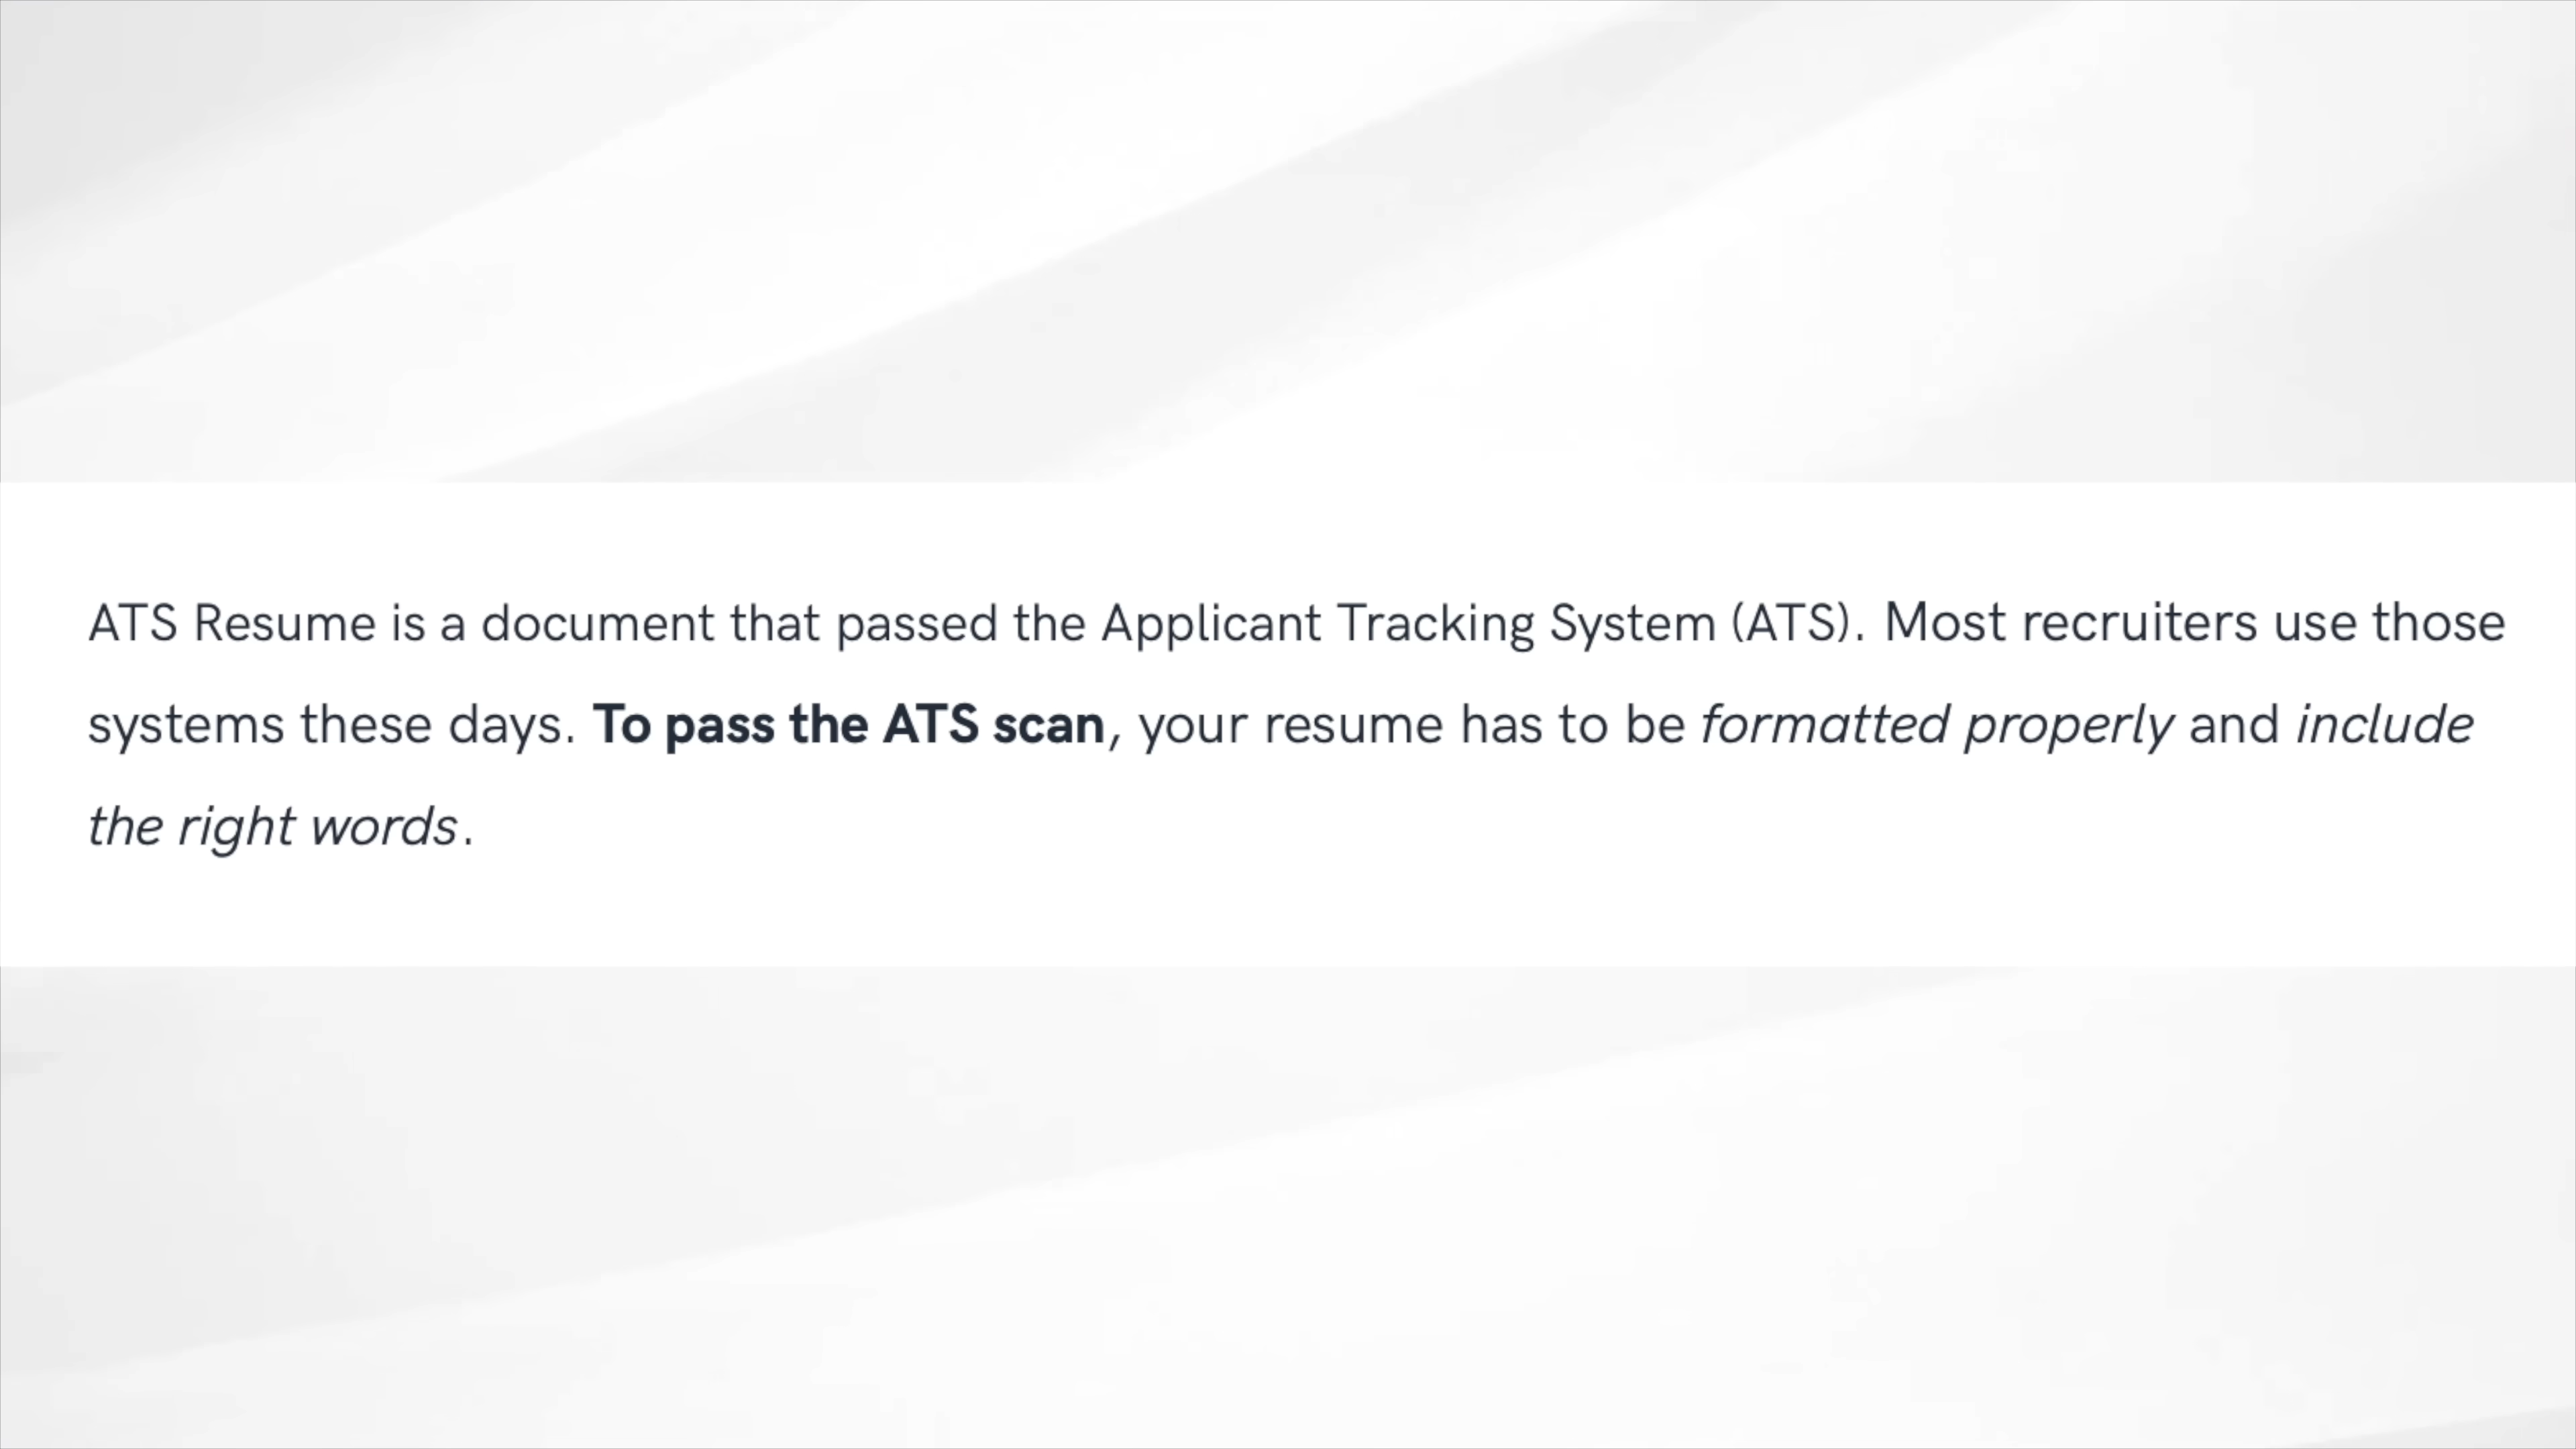 ATS Resume is a document that passed the Applicant Tracking System (ATS). Most recruiters use those
systems these days. To pass the ATS scan, your resume has to be formatted properly and include
the right words.